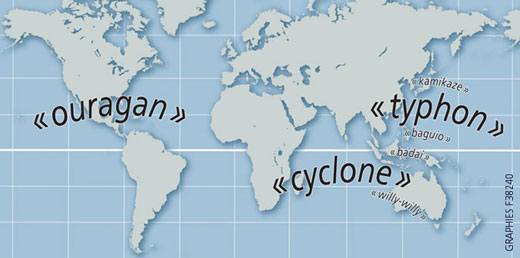 «kamikaze»
«ouragan»
«typhon»
«baguio»
«badai»
«cyclone»
«willy-willy»
GRAPHIES F38240